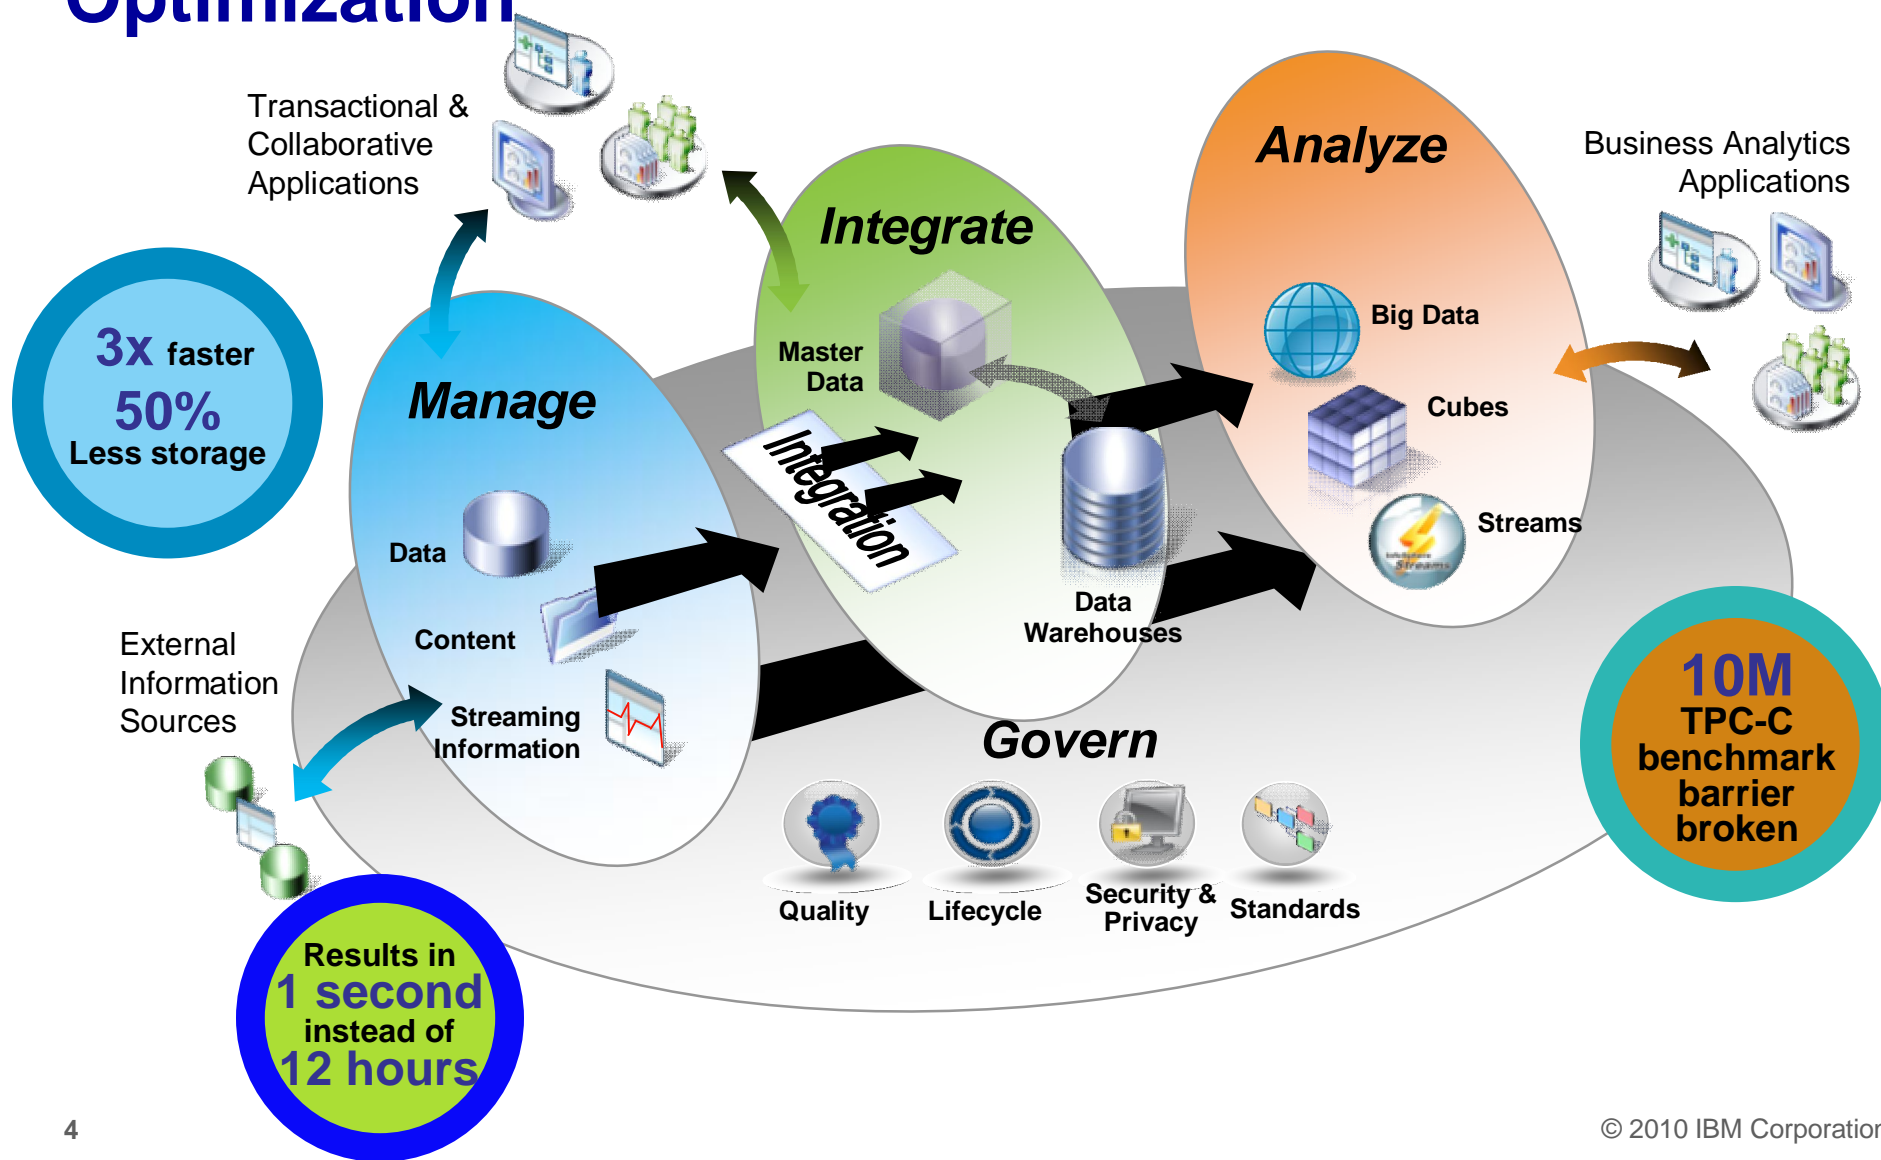 Optimization
Transactional &
Collaborative
Applications
Analyze
Business Analytics
Applications
Integrate
Big Data
3x faster
50%
Less storage
Manage
Master
Data
Cubes
Integration
Streams
Streams
Data
Data
Warehouses
Content
External
Information
Sources
Streaming
Information
Govern
10M
TPC-C
benchmark
barrier
broken
Quality
Lifecycle
Security &
Privacy
Standards
Results in
1 second
instead of
12 hours
4
© 2010 IBM Corporation